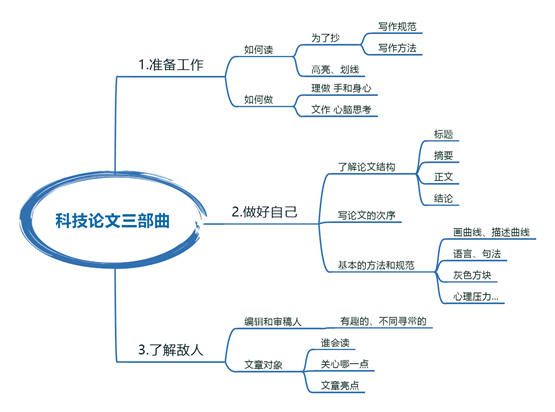 科技论文三部曲
1.准备工作
如何读
为了抄
写作规范
写作方法
高亮、划线
如何做
理做 手和身心
文作 心脑思考
2.做好自己
了解论文结构
标题
摘要
正文
结论
写论文的次序
基本的方法和规范
画曲线、描述曲线
语言、句法
灰色方块
心理压力...
3.了解敌人
编辑和审稿人
有趣的、不同寻常的
文章对象
谁会读
关心哪一点
文章亮点